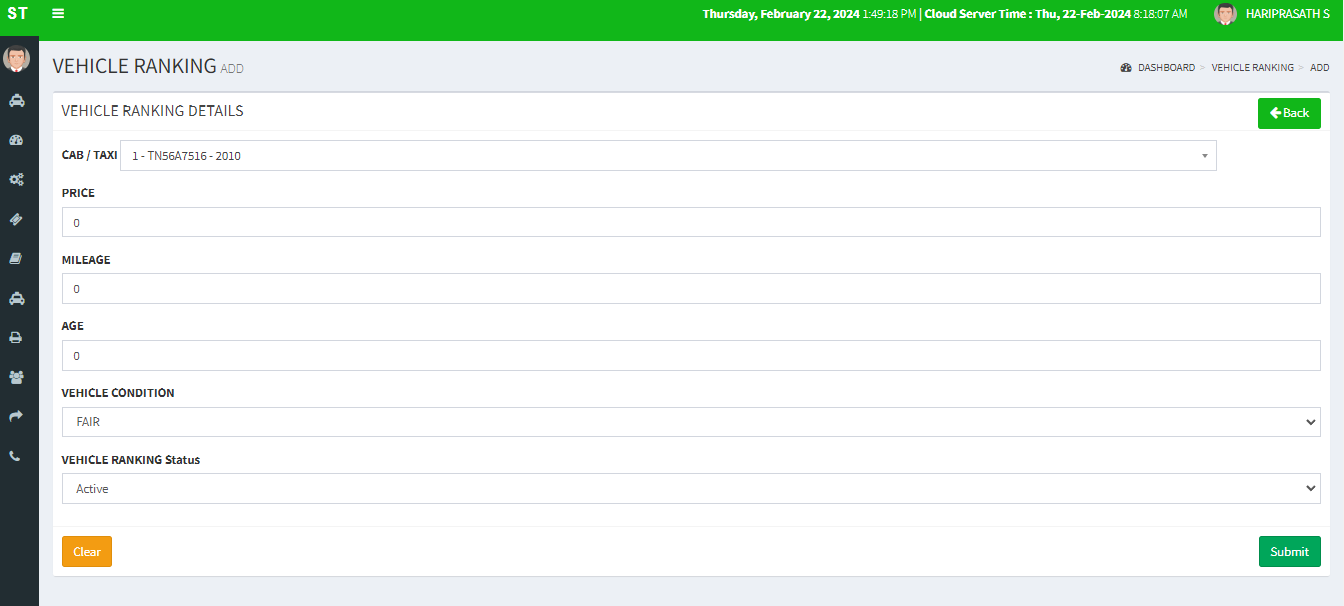 ST
Thursday, February 22, 2024 1:49:18 PM | Cloud Server Time : Thu, 22-Feb-2024 8:18:07 AM
HARIPRASATH S
VEHICLE RANKING ADD
DASHBOARD > VEHICLE RANKING > ADD
VEHICLE RANKING DETAILS
Back
CAB / TAXI 1 - TN56A7516 - 2010
PRICE
0
MILEAGE
0
AGE
0
VEHICLE CONDITION
FAIR
VEHICLE RANKING Status
Active
Clear
Submit